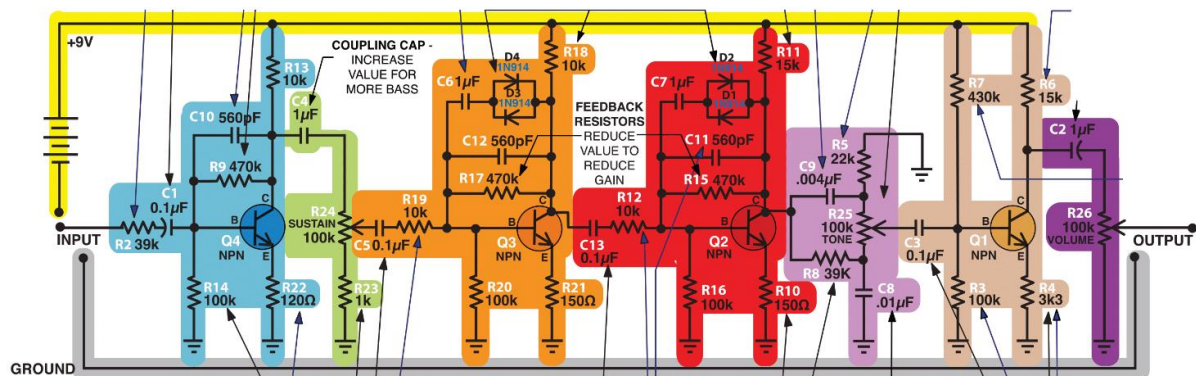 +9V
R13
10k
C10
560pF
R9 470k
C1
0.1µF
R2 39k
INPUT
B
C
E
Q4
NPN
R14
100k
R22
120Ω
COUPLING CAP -
INCREASE
VALUE FOR
MORE BASS
C4
1µF
R24
SUSTAIN
100k
R23
1k
C5 0.1µF
R19
10k
C6 1µF
D4
1N914
D3
1N914
R18
10k
C12 560pF
R17 470k
B
C
E
Q3
NPN
R20
100k
R21
150Ω
FEEDBACK
RESISTORS
REDUCE
VALUE TO
REDUCE
GAIN
C13
0.1µF
R12
10k
C7 1µF
D2
1N914
D1
1N914
R11
15k
C11 560pF
R15 470k
B
C
E
Q2
NPN
R16
100k
R10
150Ω
C9
.004µF
R5
22k
R25
100k
TONE
R8 39K
C8
.01µF
C3
0.1µF
R7
430k
R6
15k
B
C
E
Q1
NPN
R3
100k
R4
3k3
C2
1µF
R26
100k
VOLUME
OUTPUT
GROUND